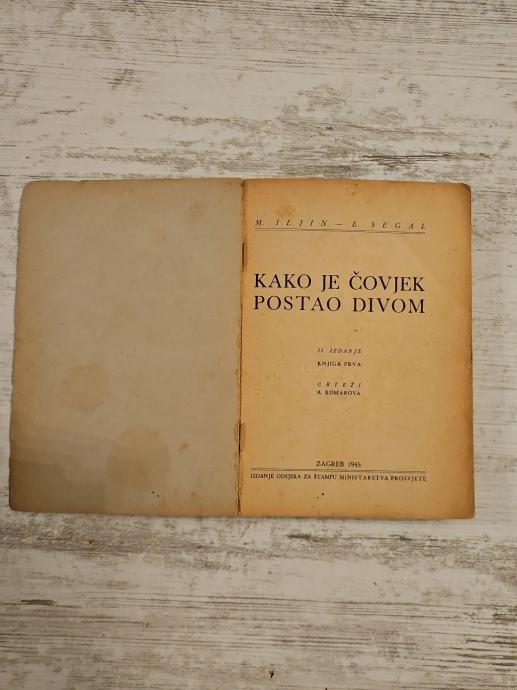 M. ILJIN — E. SEGAL
KAKO JE ČOVJEK
POSTAO DIVOM
II. IZDANJE
KNJIGA PRVA
CRTEŽI
A. KOMAROVA
ZAGREB 1945
IZDANJE ODSJEKA ZA ŠTAMPU MINISTARSTVA PROSVJETE